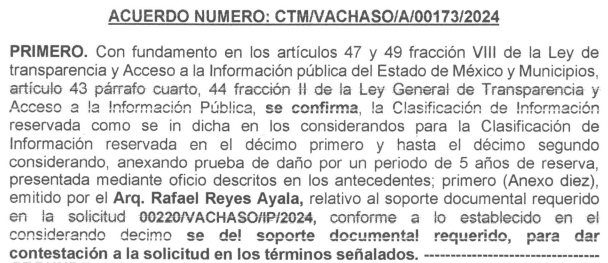 ACUERDO NUMERO: CTM/VACHASO/A/00173/2024
PRIMERO. Con fundamento en los artículos 47 y 49 fracción VIII de la Ley de
transparencia y Acceso a la Información pública del Estado de México y Municipios,
artículo 43 párrafo cuarto, 44 fracción II de la Ley General de Transparencia y
Acceso a la Información Pública, se confirma, la Clasificación de Información
reservada como se in dicha en los considerandos para la Clasificación de
Información reservada en el décimo primero y hasta el décimo segundo
considerando, anexando prueba de daño por un periodo de 5 años de reserva,
presentada mediante oficio descritos en los antecedentes; primero (Anexo diez),
emitido por el Arq. Rafael Reyes Ayala, relativo al soporte documental requerido
en la solicitud 00220/VACHASO/IP/2024, conforme a lo establecido en el
considerando decimo se del soporte documental requerido, para dar
contestación a la solicitud en los términos señalados. --------------------------------